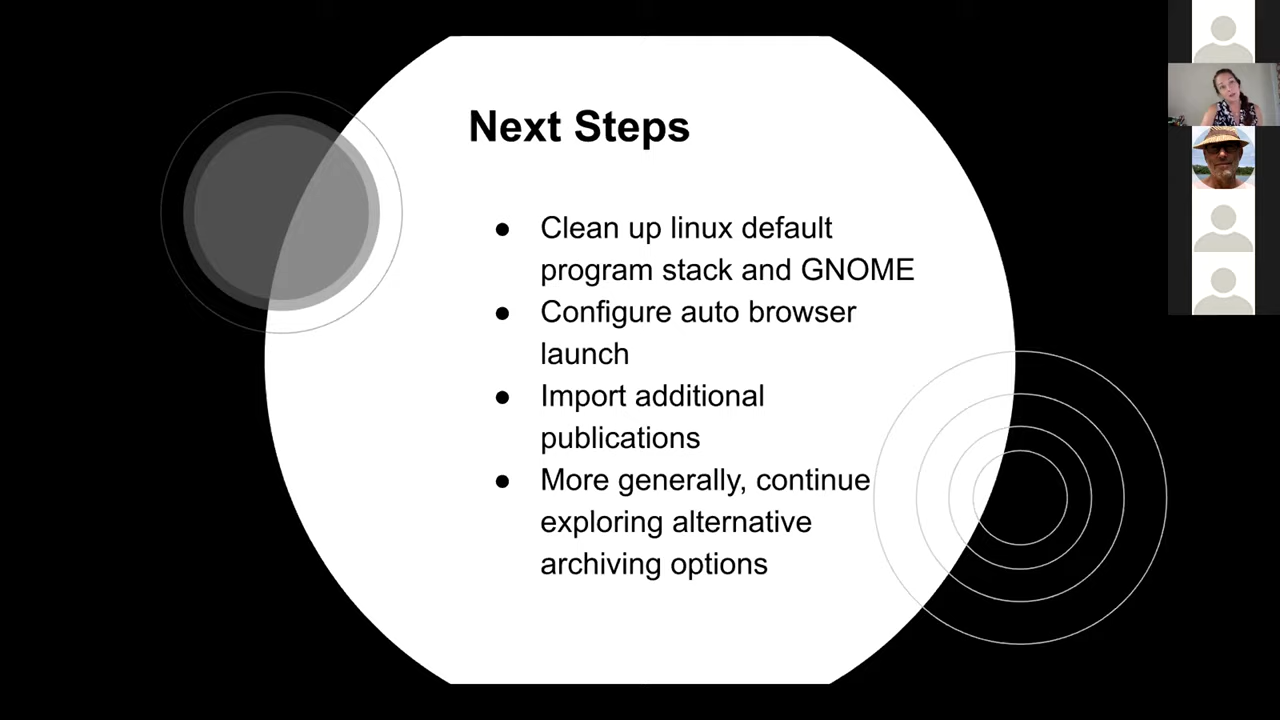 Next Steps
● Clean up linux default
program stack and GNOME
● Configure auto browser
launch
● Import additional
publications
● More generally, continue
exploring alternative
archiving options